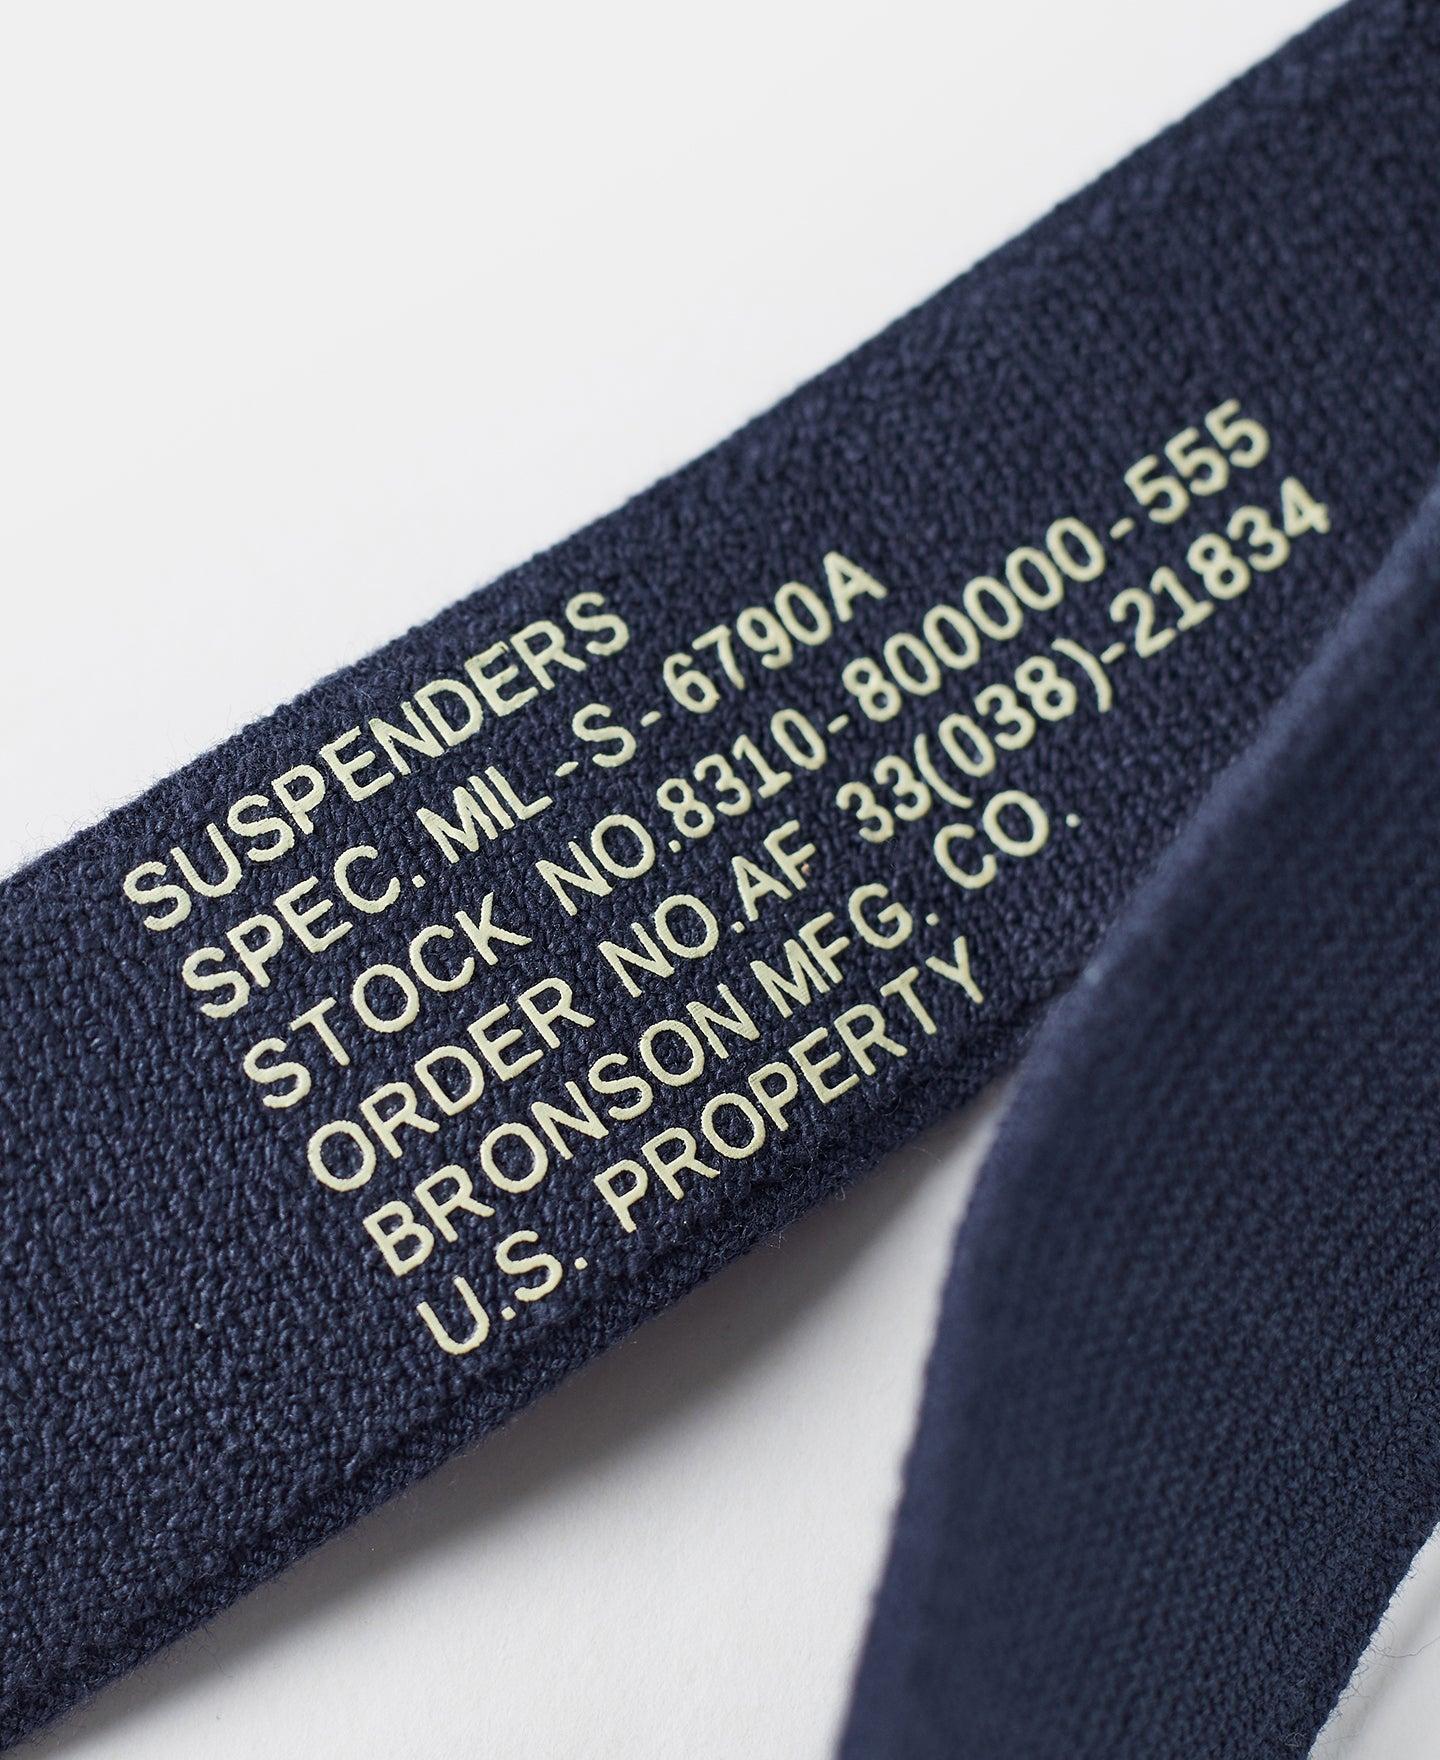 SUSPENDERS
SPEC. MIL -S-6790A
STOCK NO.8310-800000-555
ORDER NO.AF 33(038)-21834
BRONSON MFG. CO.
U.S. PROPERTY